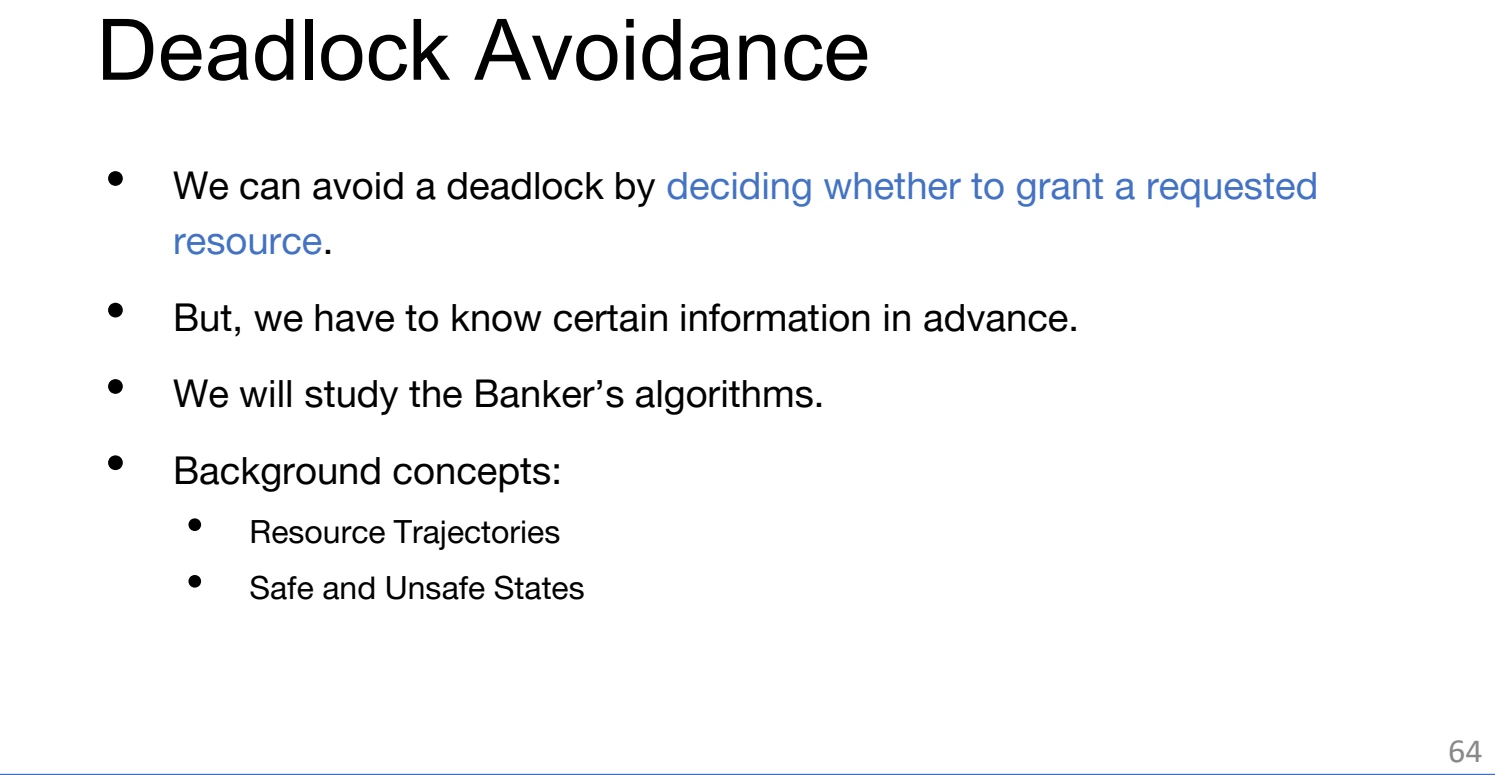 Deadlock Avoidance
• We can avoid a deadlock by deciding whether to grant a requested
resource.
• But, we have to know certain information in advance.
• We will study the Banker’s algorithms.
• Background concepts:
• Resource Trajectories
• Safe and Unsafe States
64